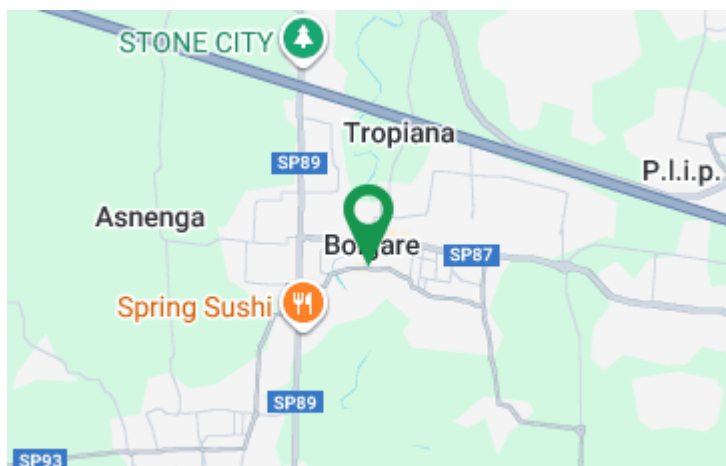 STONE CITY
Tropiana
SP89
P.l.i.p.
Asnenga
SP87
Spring Sushi
SP89
SP93